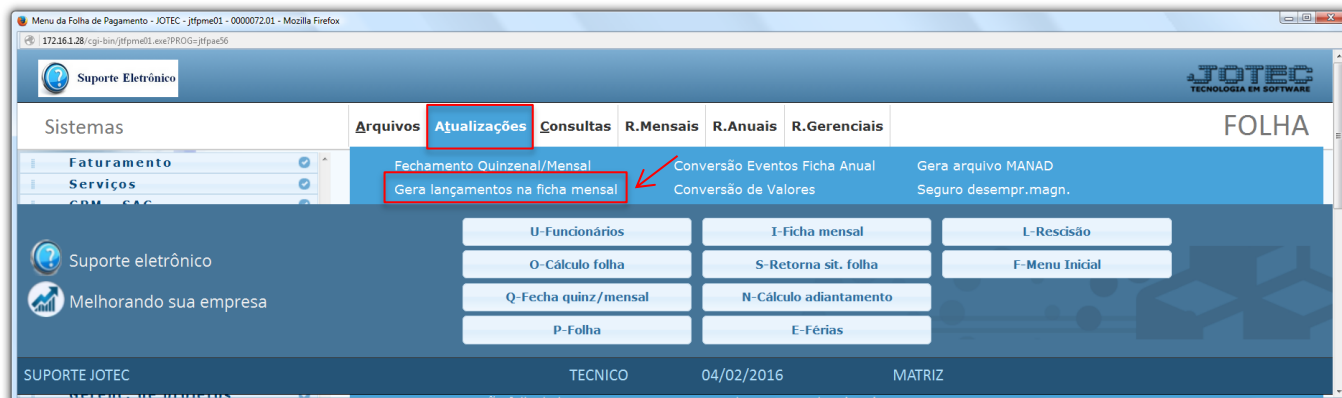 Menu da Folha de Pagamento - JOTEC - jtfpme01 - 0000072.01 - Mozilla Firefox
172.16.1.28/cgi-bin/jtfpme01.exe?PROG=jtfpae56
Suporte Eletrônico
JOTEC
TECNOLOGIA EM SOFTWARE
Sistemas
Arquivos Atualizações Consultas R.Mensais R.Anuais R.Gerenciais
FOLHA
Faturamento
Serviços
Fechamento Quinzenal/Mensal Conversão Eventos Ficha Anual Gera arquivo MANAD
Gera lançamentos na ficha mensal Conversão de Valores Seguro desempr.magn.
U-Funcionários I-Ficha mensal L-Rescisão
Suporte eletrônico
O-Cálculo folha S-Retorna sit. folha F-Menu Inicial
Melhorando sua empresa
Q-Fecha quinz/mensal N-Cálculo adiantamento
P-Folha E-Férias
SUPORTE JOTEC TECNICO 04/02/2016 MATRIZ